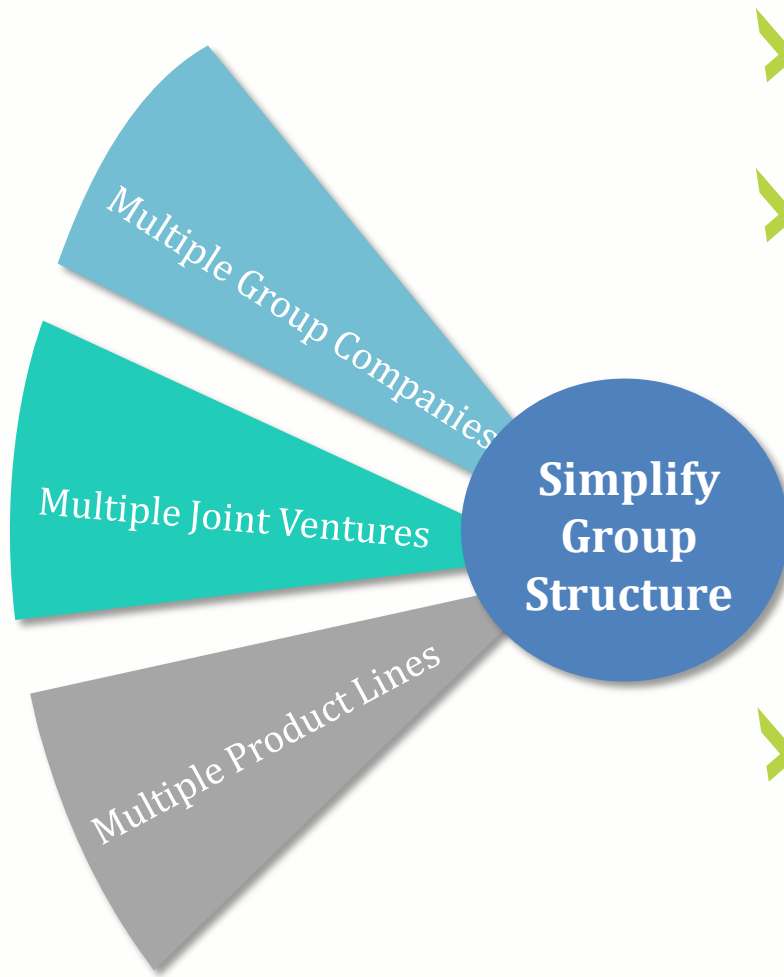 Multiple Group Companies
Multiple Joint Ventures
Multiple Product Lines
Simplify
Group
Structure